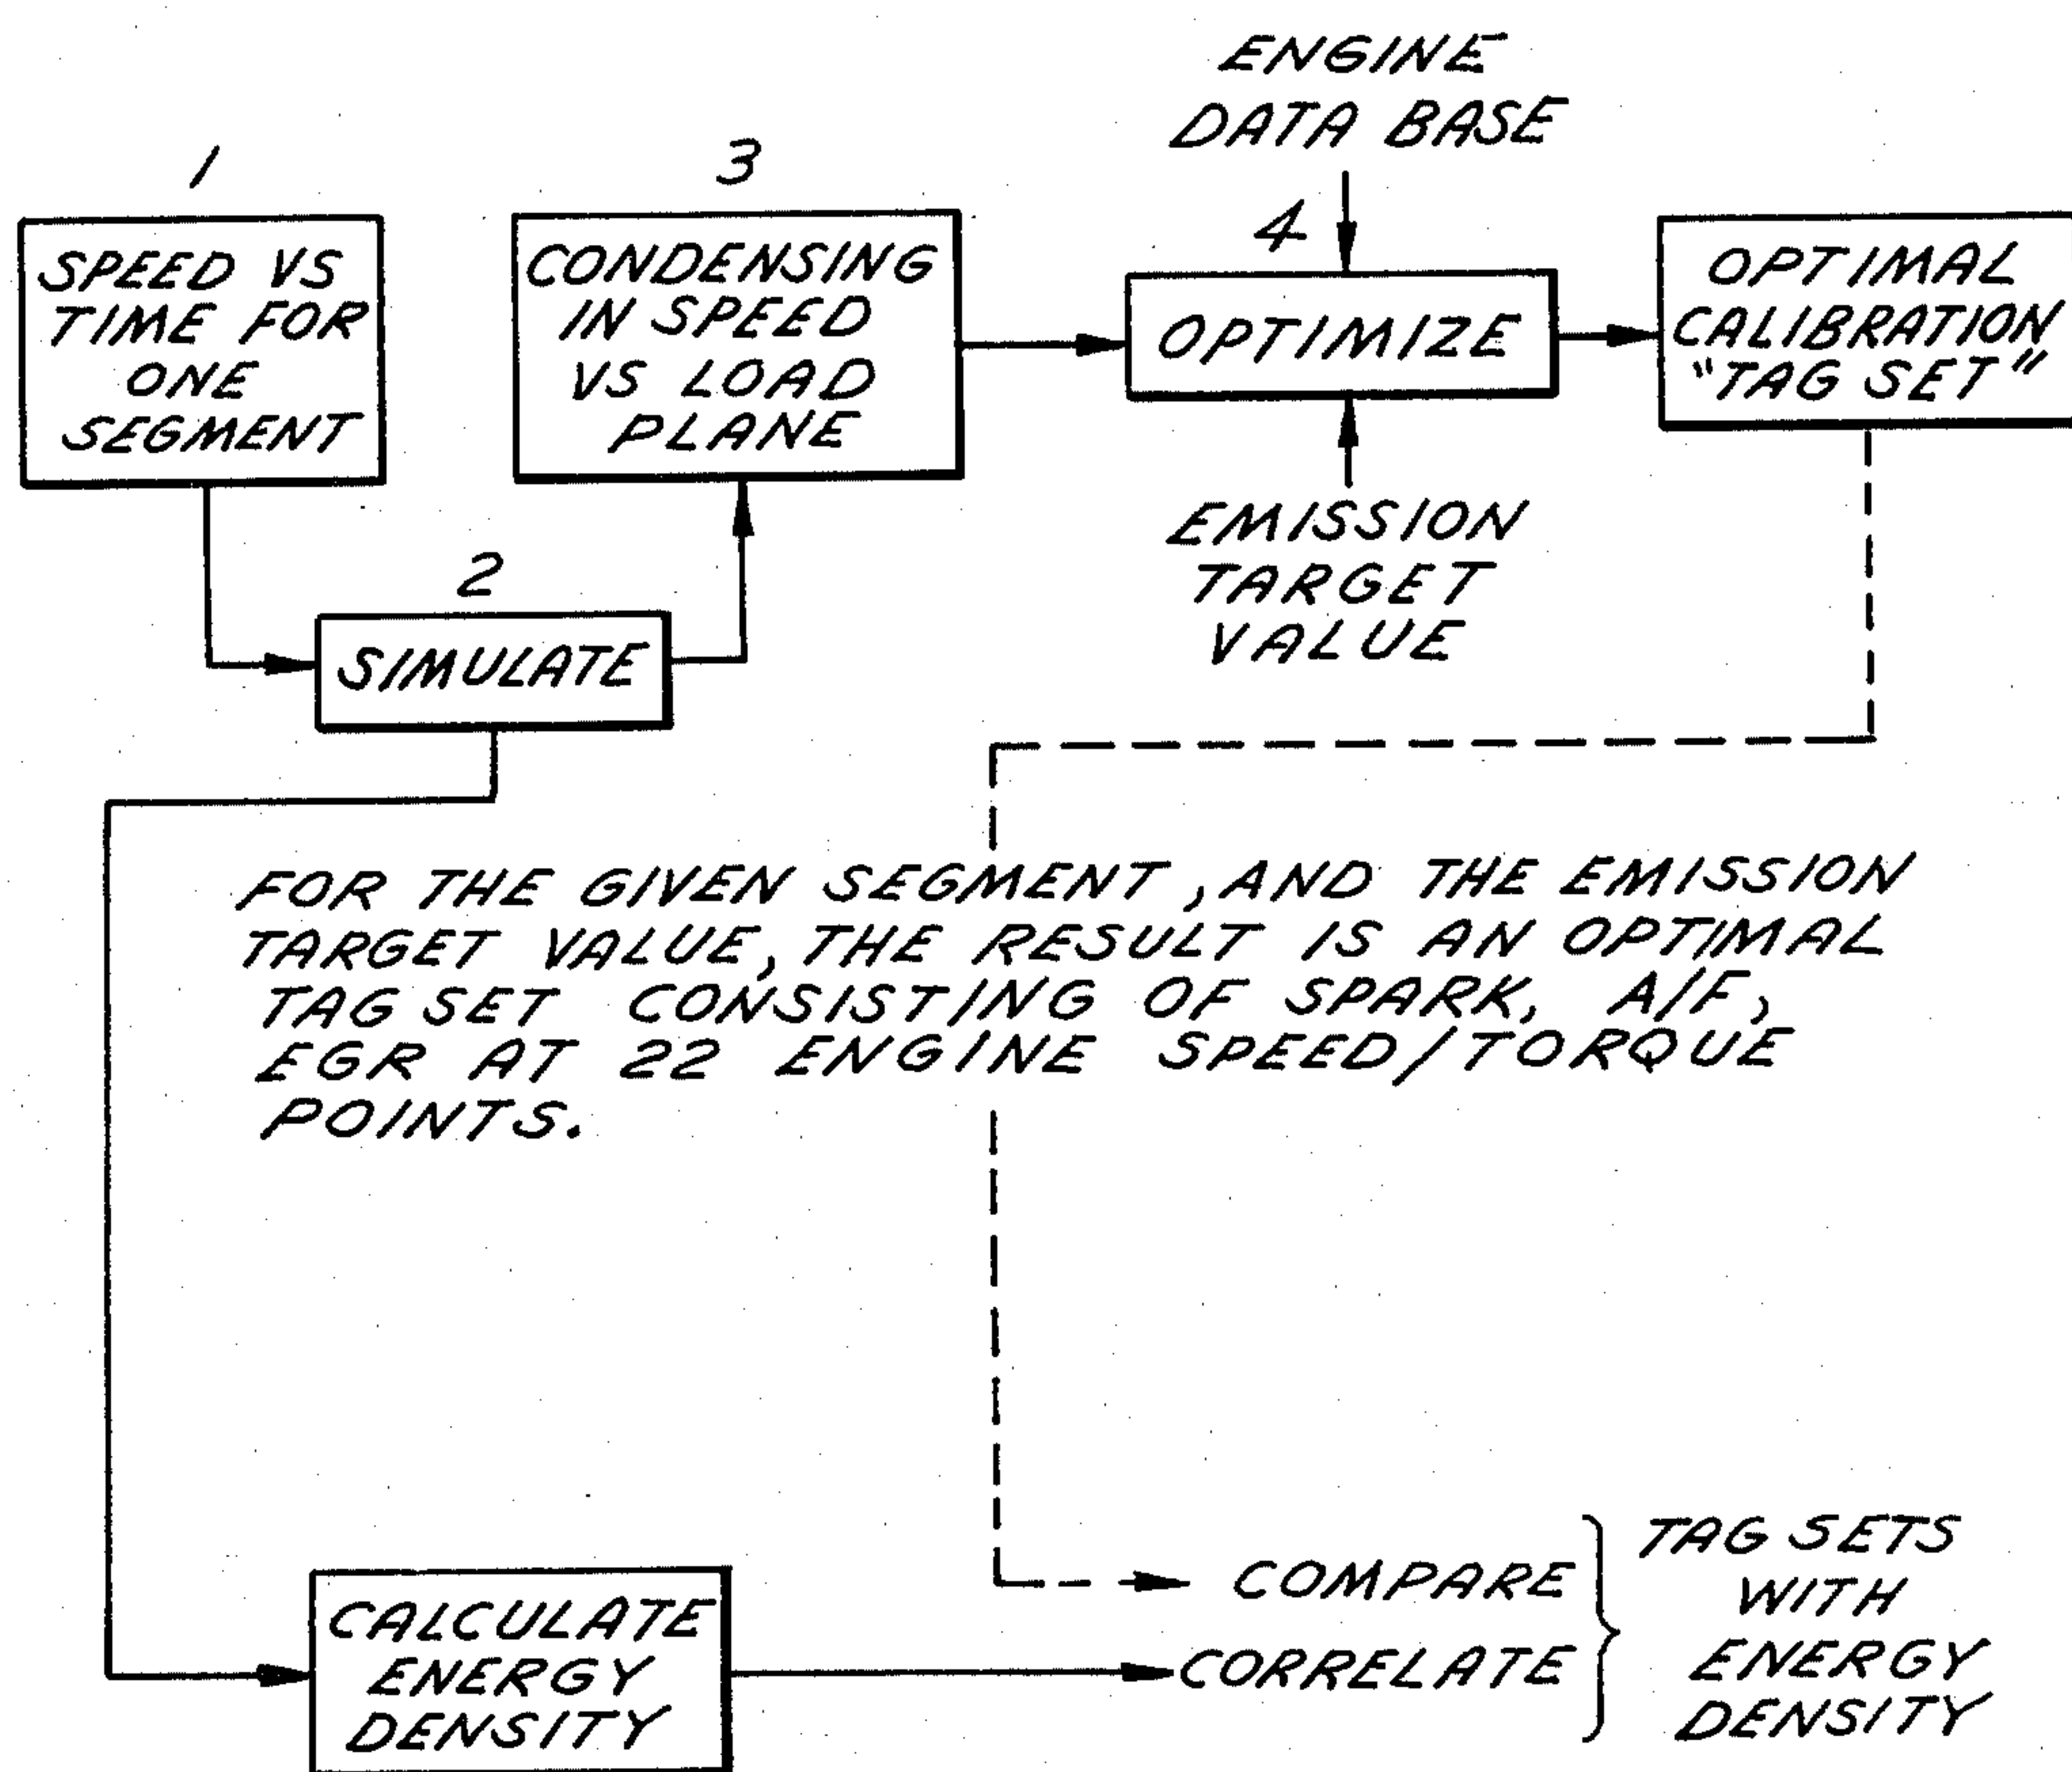 ENGINE
DATA BASE
1
SPEED VS
TIME FOR
ONE
SEGMENT
3
CONDENSING
IN SPEED
VS LOAD
PLANE
4
OPTIMIZE
OPTIMAL
CALIBRATION
"TAG SET"
EMISSION
TARGET
VALUE
2
SIMULATE
FOR THE GIVEN SEGMENT, AND THE EMISSION
TARGET VALUE, THE RESULT IS AN OPTIMAL
TAG SET CONSISTING OF SPARK, A/F,
EGR AT 22 ENGINE SPEED/TORQUE
POINTS.
CALCULATE
ENERGY
DENSITY
COMPARE
CORRELATE
TAG SETS
WITH
ENERGY
DENSITY